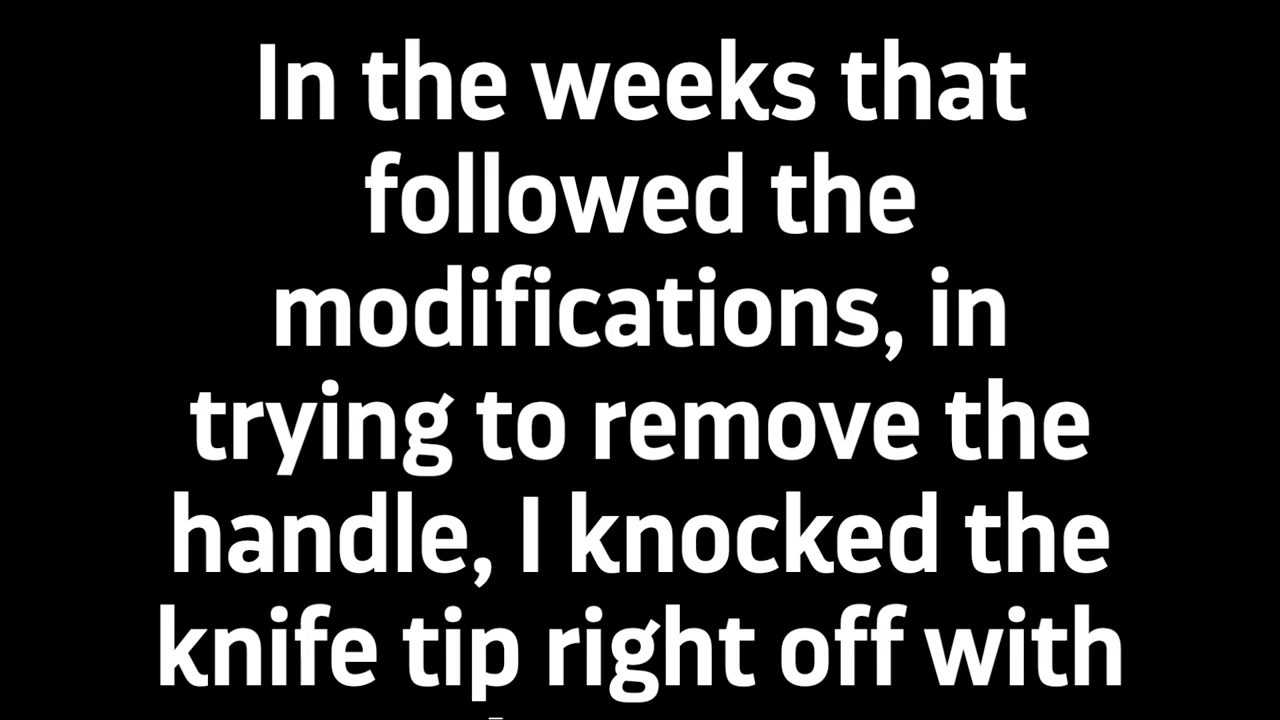 In the weeks that
followed the
modifications, in
trying to remove the
handle, I knocked the
knife tip right off with